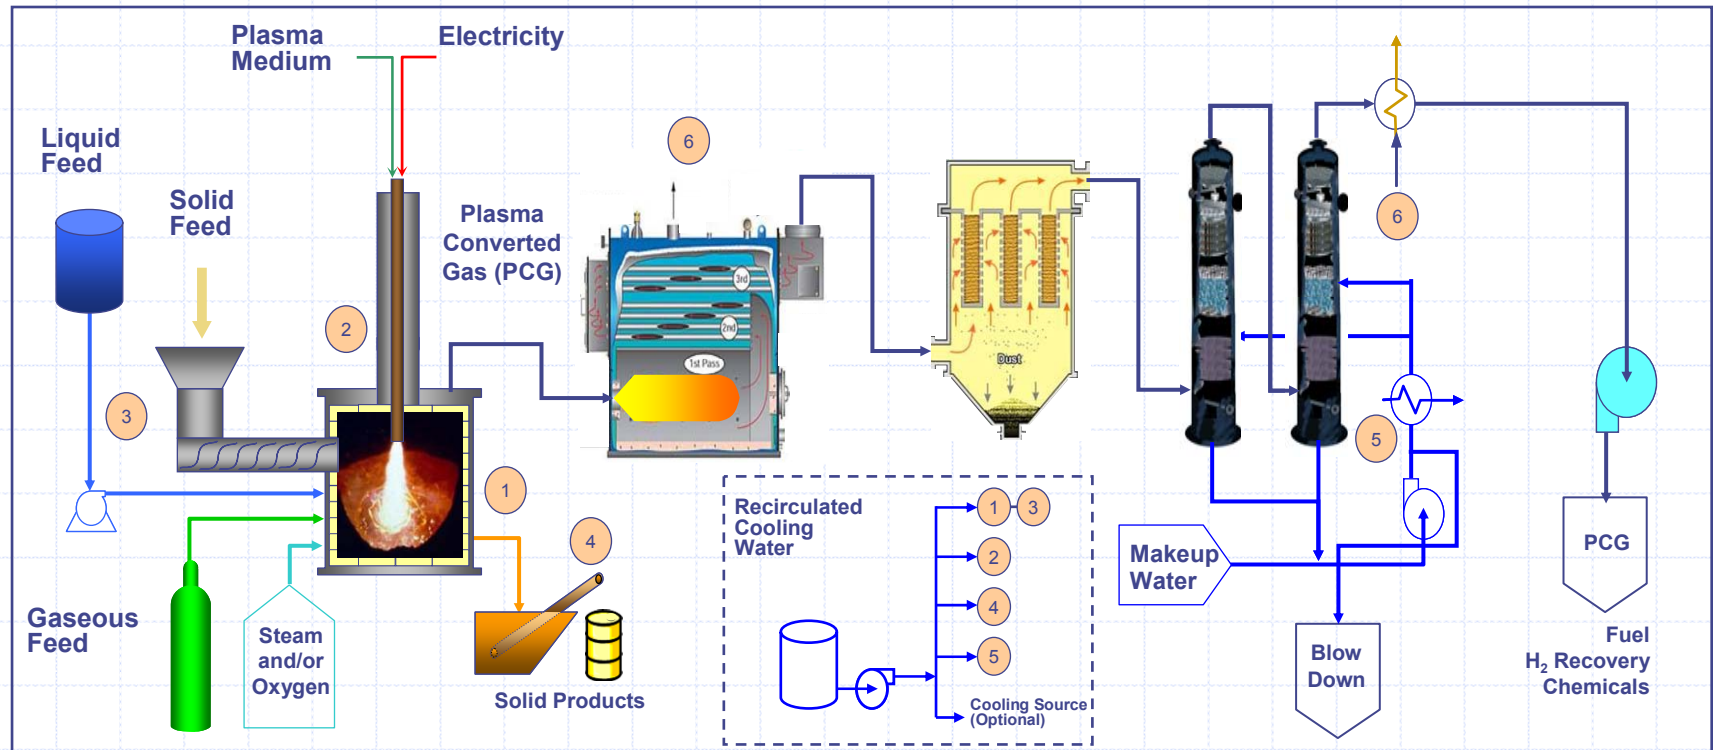 Plasma
Medium
Electricity
Liquid
Feed
Solid
Feed
6
Plasma
Converted
Gas (PCG)
2
3
3rd
2nd
1st Pass
Dust
6
5
1
4
Gaseous
Feed
Steam
and/or
Oxygen
Solid Products
Recirculated
Cooling
Water
1
3
2
4
5
Cooling Source
(Optional)
Makeup
Water
Blow
Down
PCG
Fuel
H₂ Recovery
Chemicals